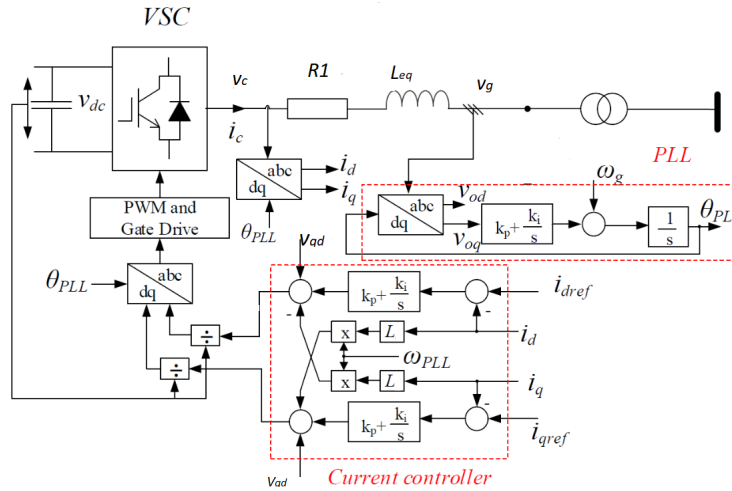 VSC
v_c
R1
L_eq
v_g
v_dc
i_c
PLL
abc
dq
i_d
i_q
ω_g
abc
dq
v_od
v_oq
k_p + k_i/s
1/s
θ_PL
PWM and
Gate Drive
θ_PLL
V_qd
θ_PLL
abc
dq
k_p + k_i/s
i_dref
-
-
÷
x
L
i_d
ω_PLL
÷
x
L
i_q
-
k_p + k_i/s
i_qref
V_qd
Current controller